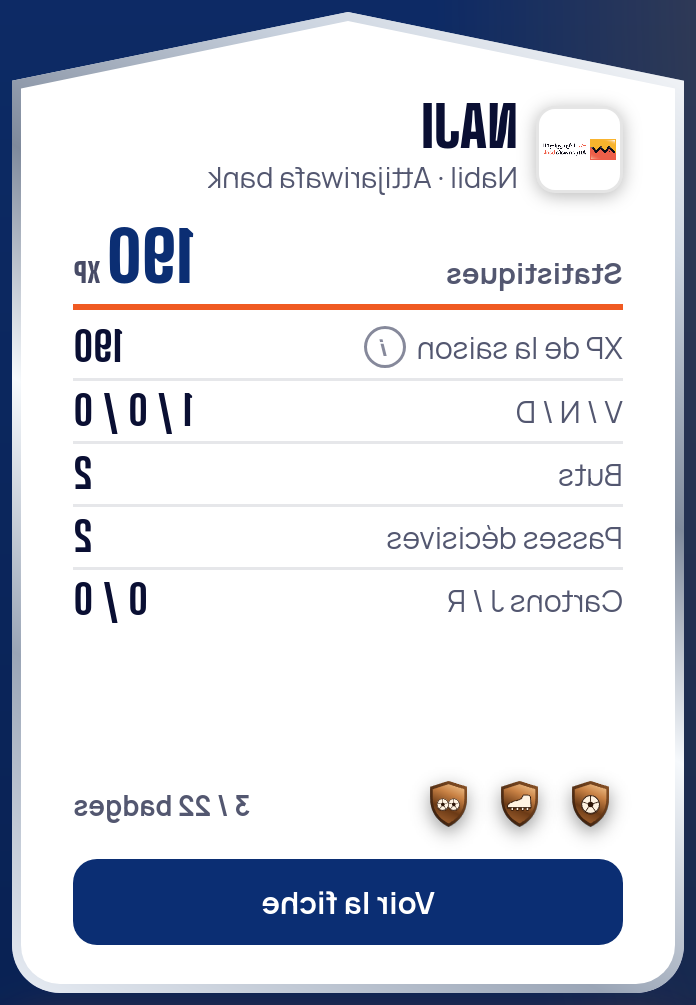 NAJI
Nabil · Attijariwafa bank
Statistiques 190 XP
XP de la saison i 190
V / N / D 1 / 0 / 0
Buts 2
Passes décisives 2
Cartons J / R 0 / 0
3 / 22 badges
Voir la fiche